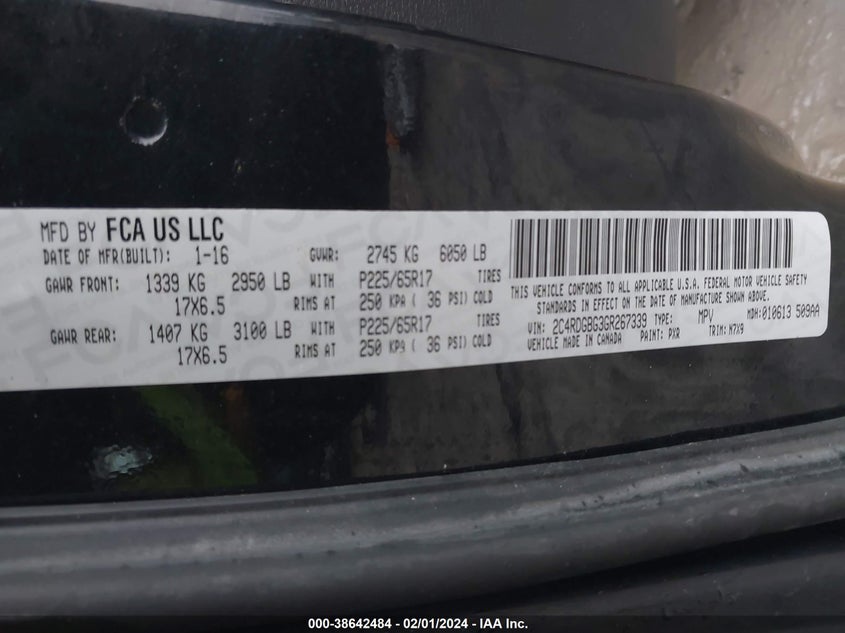 MFD BY FCA US LLC
DATE OF MFR(BUILT): 1-16 GVWR: 2745 KG 6050 LB
GAWR FRONT: 1339 KG 2950 LB WITH P225/65R17 TIRES
17X6.5 RIMS AT 250 KPA ( 36 PSI) COLD
GAWR REAR: 1407 KG 3100 LB WITH P225/65R17 TIRES
17X6.5 RIMS AT 250 KPA ( 36 PSI) COLD
THIS VEHICLE CONFORMS TO ALL APPLICABLE U.S.A. FEDERAL MOTOR VEHICLE SAFETY
STANDARDS IN EFFECT ON THE DATE OF MANUFACTURE SHOWN ABOVE.
VIN: 2C4RDGBG3GR267339 TYPE: MPV MDH:010613 509AA
VEHICLE MADE IN CANADA PAINT: PXR TRIM: M7X9
000-38642484 — 02/01/2024 — IAA Inc.